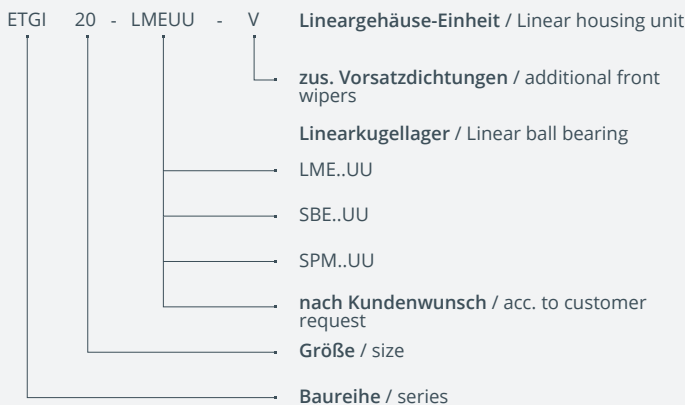 ETGI 20 - LMEUU - V Lineargehäuse-Einheit / Linear housing unit
zus. Vorsatzdichtungen / additional front
wipers
Linearkugellager / Linear ball bearing
LME..UU
SBE..UU
SPM..UU
nach Kundenwunsch / acc. to customer
request
Größe / size
Baureihe / series